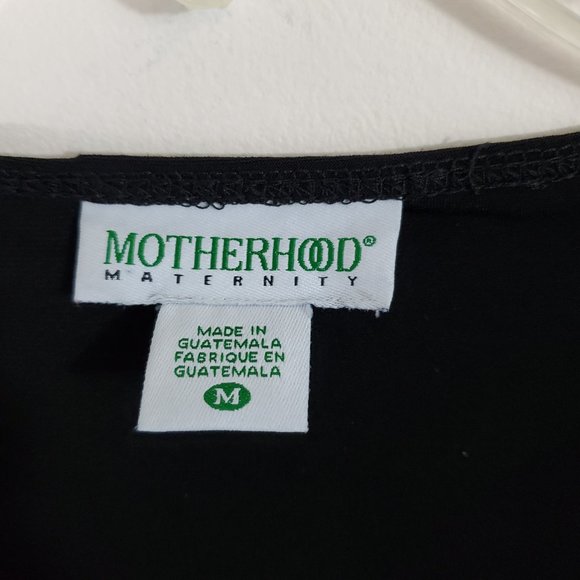 MOTHERHOOD®
MATERNITY
MADE IN
GUATEMALA
FABRIQUE EN
GUATEMALA
M